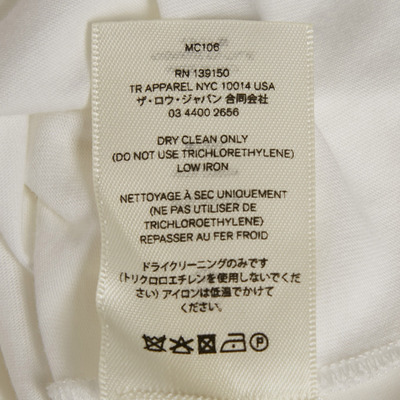 MC106
RN 139150
TR APPAREL NYC 10014 USA
ザ・ロウ・ジャパン 合同会社
03 4400 2656
DRY CLEAN ONLY
(DO NOT USE TRICHLORETHYLENE)
LOW IRON
NETTOYAGE À SEC UNIQUEMENT
(NE PAS UTILISER DE
TRICHLOROETHYLENE)
REPASSER AU FER FROID
ドライクリーニングのみです
(トリクロロエチレンを使用しないでくだ
さい) アイロンは低温でかけて
ください。
P